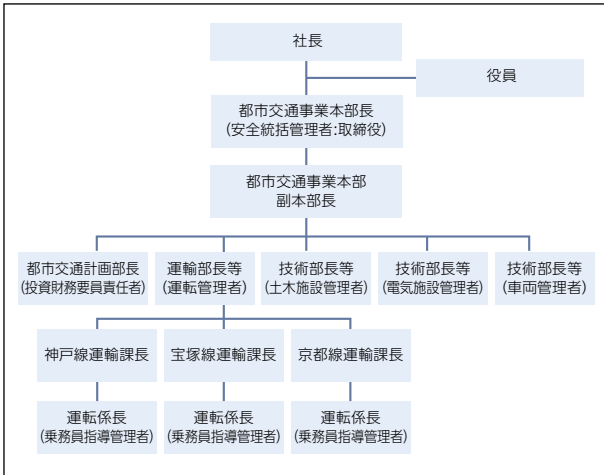 社長
役員
都市交通事業本部長
(安全統括管理者:取締役)
都市交通事業本部
副本部長
都市交通計画部長
(投資財務要員責任者)
運輸部長等
(運転管理者)
技術部長等
(土木施設管理者)
技術部長等
(電気施設管理者)
技術部長等
(車両管理者)
神戸線運輸課長
宝塚線運輸課長
京都線運輸課長
運転係長
(乗務員指導管理者)
運転係長
(乗務員指導管理者)
運転係長
(乗務員指導管理者)